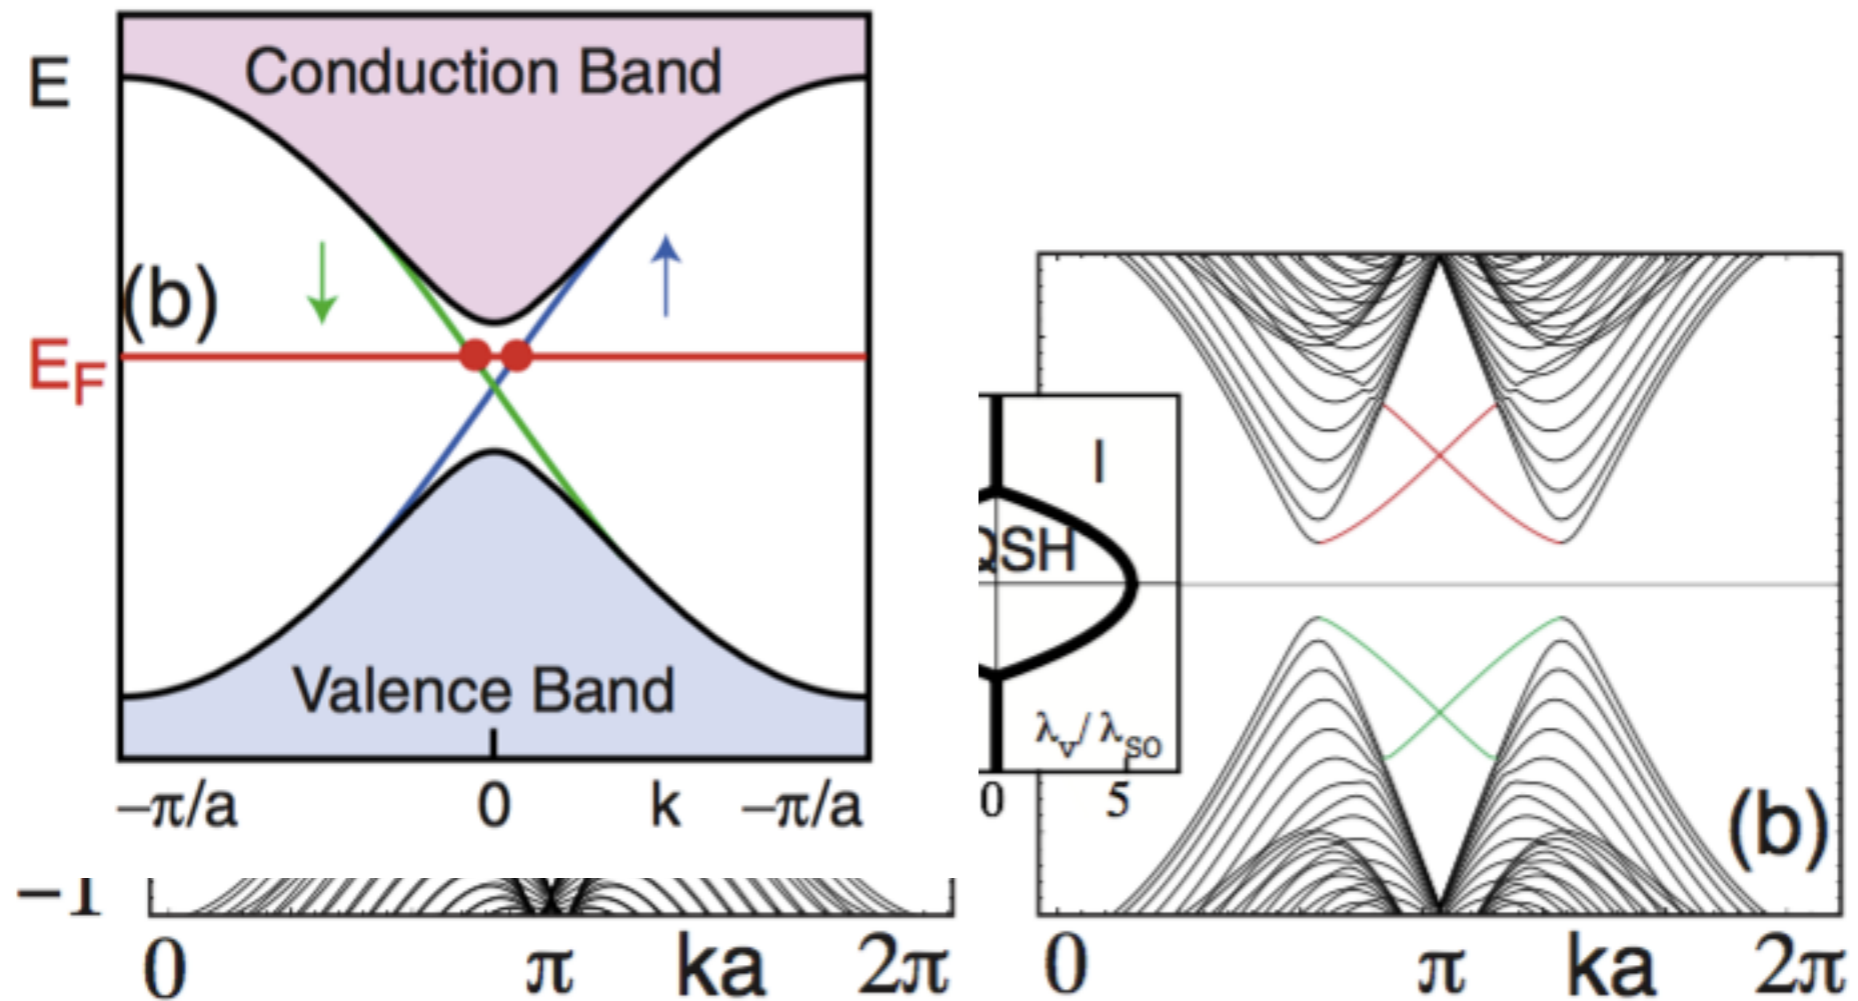 E
Conduction Band
↓
↑
(b)
E_F
Valence Band
–π/a
0
k
–π/a
0
π
ka
2π
I
QSH
λ_v/ λ_SO
0
5
(b)
0
π
ka
2π